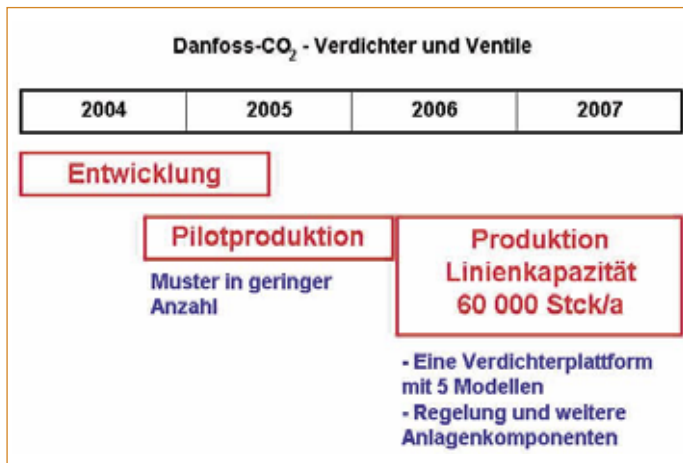 Danfoss-CO₂ - Verdichter und Ventile
2004 2005 2006 2007
Entwicklung
Pilotproduktion
Muster in geringer
Anzahl
Produktion
Linienkapazität
60 000 Stck/a
- Eine Verdichterplattform
mit 5 Modellen
- Regelung und weitere
Anlagenkomponenten